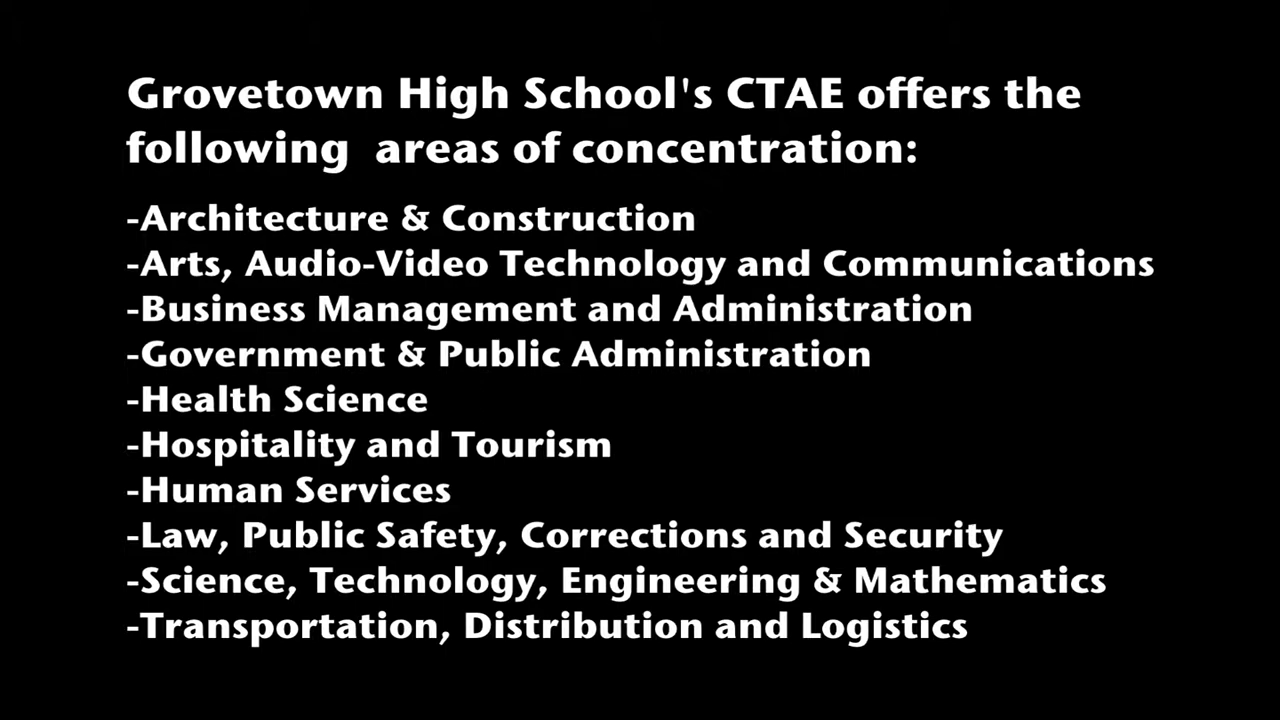 Grovetown High School's CTAE offers the
following  areas of concentration:
-Architecture & Construction
-Arts, Audio-Video Technology and Communications
-Business Management and Administration
-Government & Public Administration
-Health Science
-Hospitality and Tourism
-Human Services
-Law, Public Safety, Corrections and Security
-Science, Technology, Engineering & Mathematics
-Transportation, Distribution and Logistics